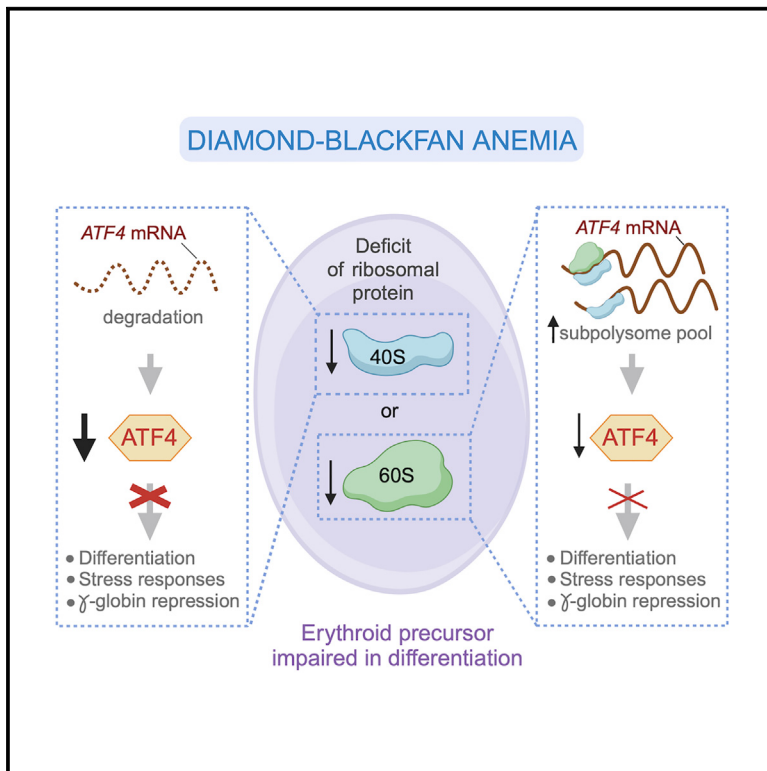 DIAMOND-BLACKFAN ANEMIA
ATF4 mRNA
degradation
ATF4
• Differentiation
• Stress responses
• ɣ-globin repression
Deficit
of ribosomal
protein
40S
or
60S
Erythroid precursor
impaired in differentiation
ATF4 mRNA
subpolysome pool
ATF4
• Differentiation
• Stress responses
• ɣ-globin repression